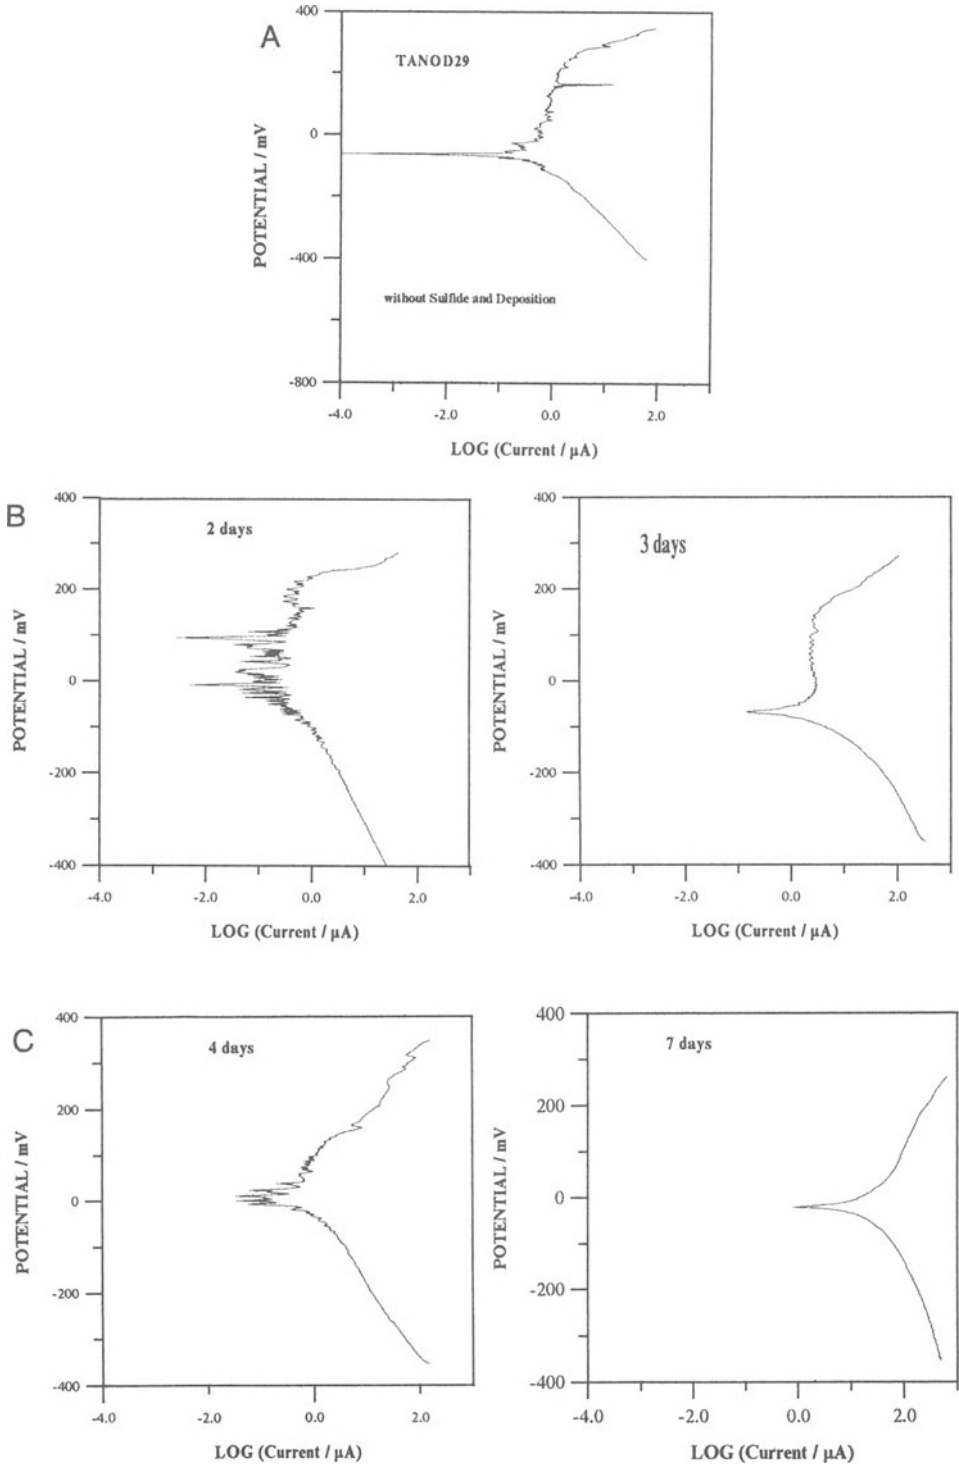 A
400
TANOD29
0
POTENTIAL / mV
-400
without Sulfide and Deposition
-800
-4.0 -2.0 0.0 2.0
LOG (Current / µA)
B
400
2 days
200
0
POTENTIAL / mV
-200
-400
-4.0 -2.0 0.0 2.0
LOG (Current / µA)
400
3 days
200
0
POTENTIAL / mV
-200
-400
-4.0 -2.0 0.0 2.0
LOG (Current / µA)
C
400
4 days
200
0
POTENTIAL / mV
-200
-400
-4.0 -2.0 0.0 2.0
LOG (Current / µA)
400
7 days
200
0
POTENTIAL / mV
-200
-400
-4.0 -2.0 0.0 2.0
LOG (Current / µA)